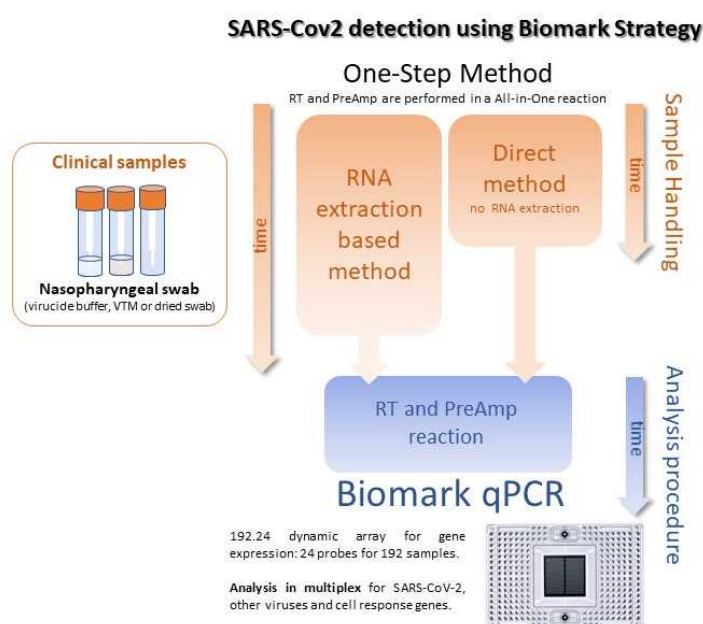 SARS-Cov2 detection using Biomark Strategy
One-Step Method
RT and PreAmp are performed in a All-in-One reaction
Clinical samples
Nasopharyngeal swab
(virucide buffer, VTM or dried swab)
time
RNA
extraction
based
method
Direct
method
no RNA extraction
time
Sample Handling
RT and PreAmp
reaction
time
Analysis procedure
Biomark qPCR
192.24 dynamic array for gene
expression: 24 probes for 192 samples.
Analysis in multiplex for SARS-CoV-2,
other viruses and cell response genes.